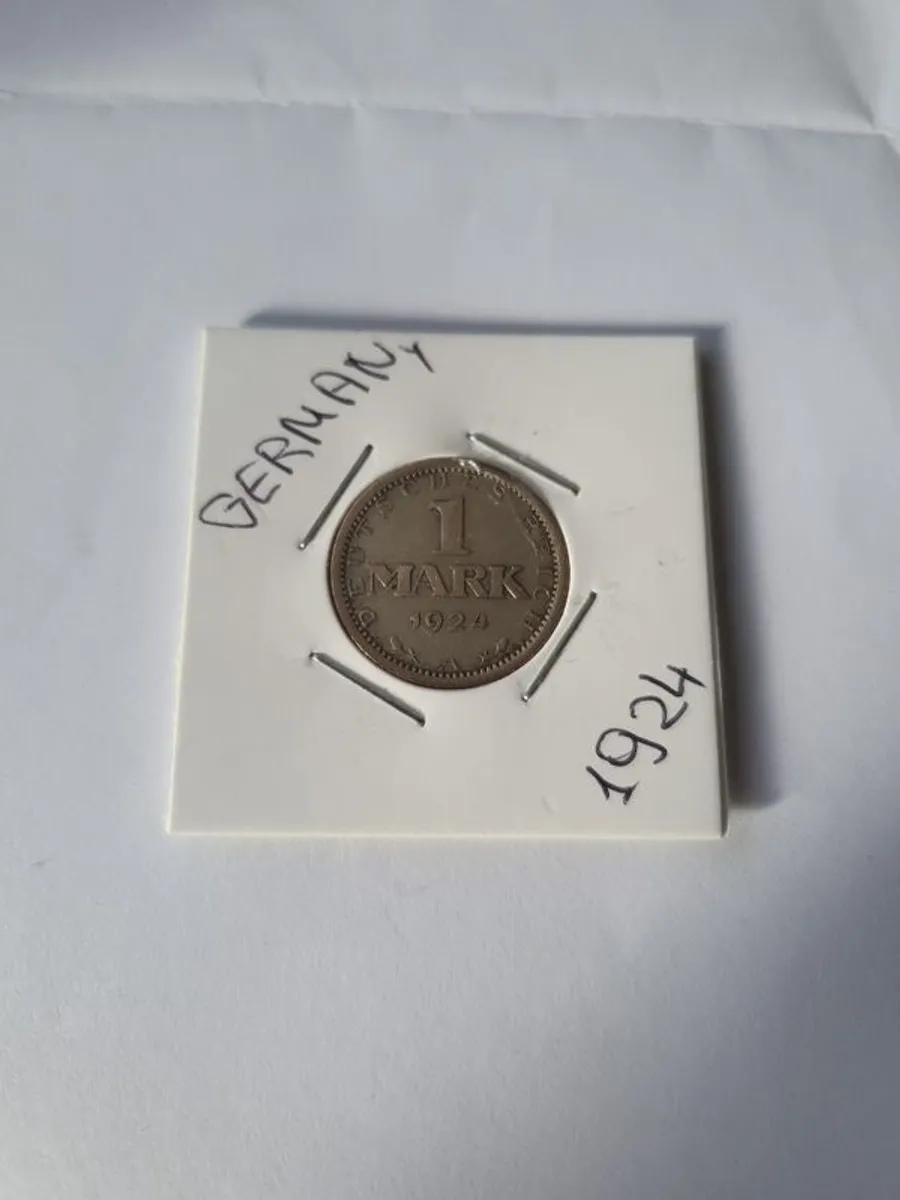 GERMANY
DEUTSCHES REICH
1
MARK
1924
A
1924